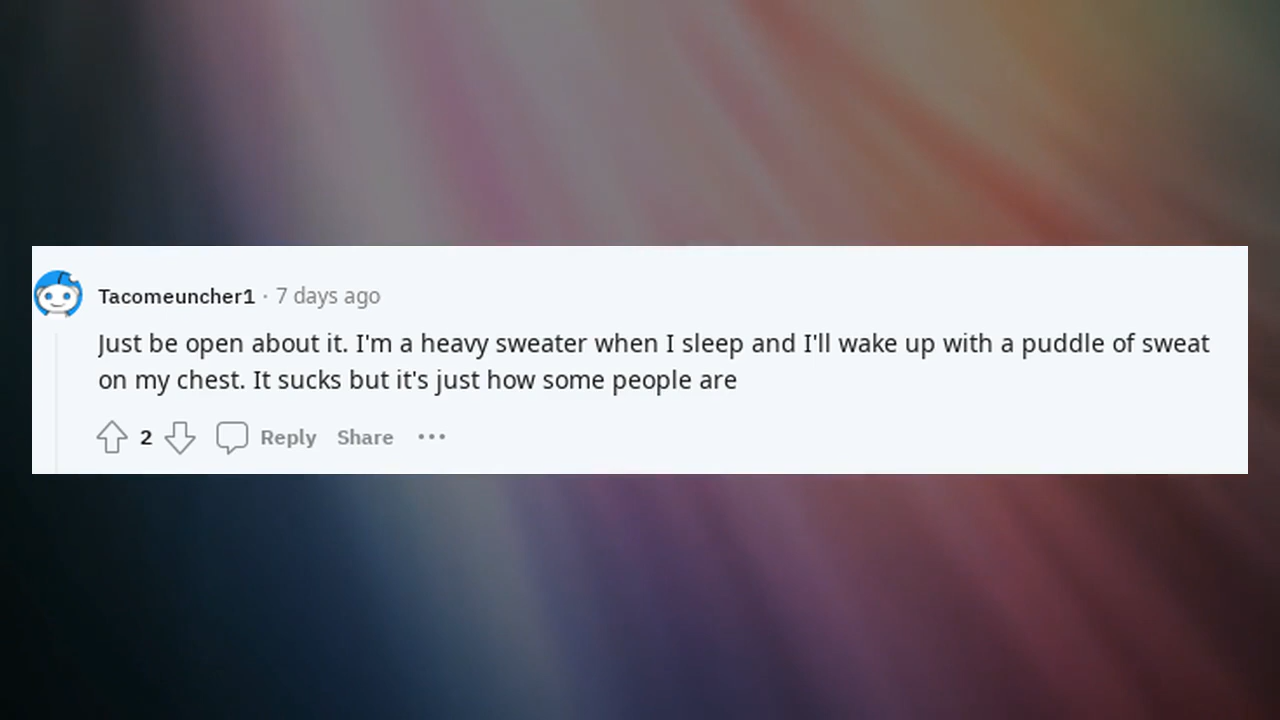 Tacomeuncher1 · 7 days ago
Just be open about it. I'm a heavy sweater when I sleep and I'll wake up with a puddle of sweat
on my chest. It sucks but it's just how some people are
2 Reply Share •••